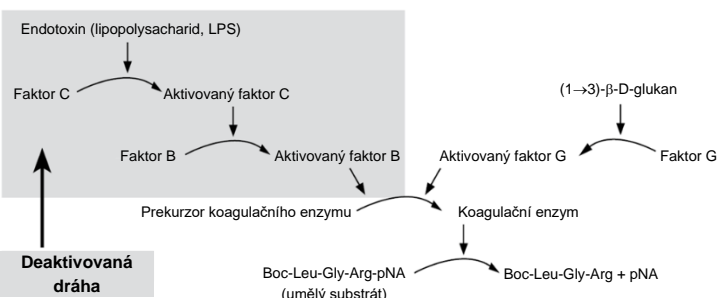 Endotoxin (lipopolysacharid, LPS)
Faktor C
Aktivovaný faktor C
(1→3)-β-D-glukan
Faktor B
Aktivovaný faktor B
Aktivovaný faktor G
Faktor G
Prekurzor koagulačního enzymu
Koagulační enzym
Deaktivovaná
dráha
Boc-Leu-Gly-Arg-pNA
(umělý substrát)
Boc-Leu-Gly-Arg + pNA